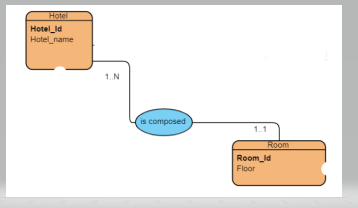 Hotel
Hotel_Id
Hotel_name
1..N
is composed
1..1
Room
Room_Id
Floor